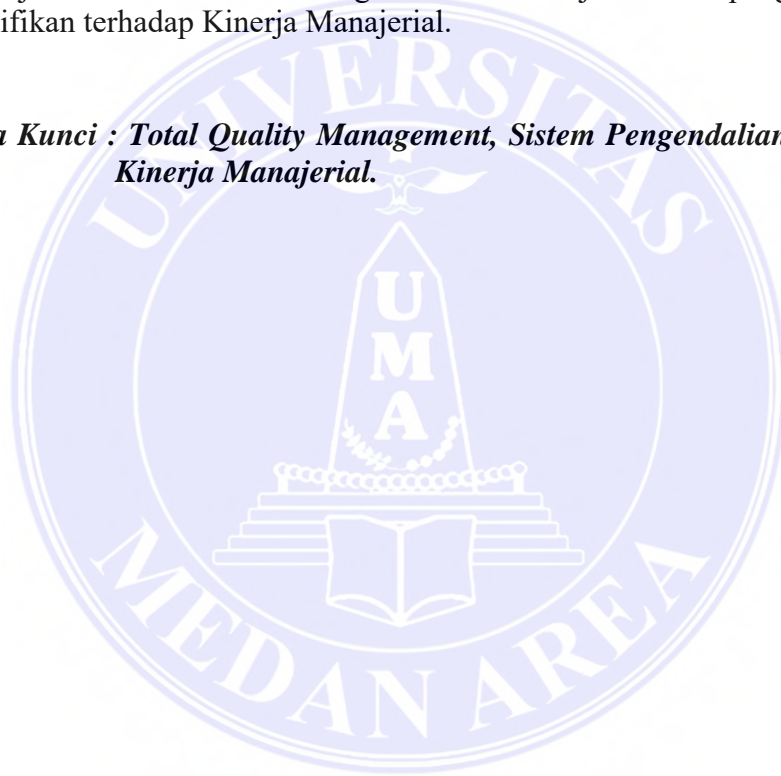 ifikan terhadap Kinerja Manajerial.
a Kunci : Total Quality Management, Sistem Pengendalian
Kinerja Manajerial.
UNIVERSITAS
UMA
MEDAN AREA